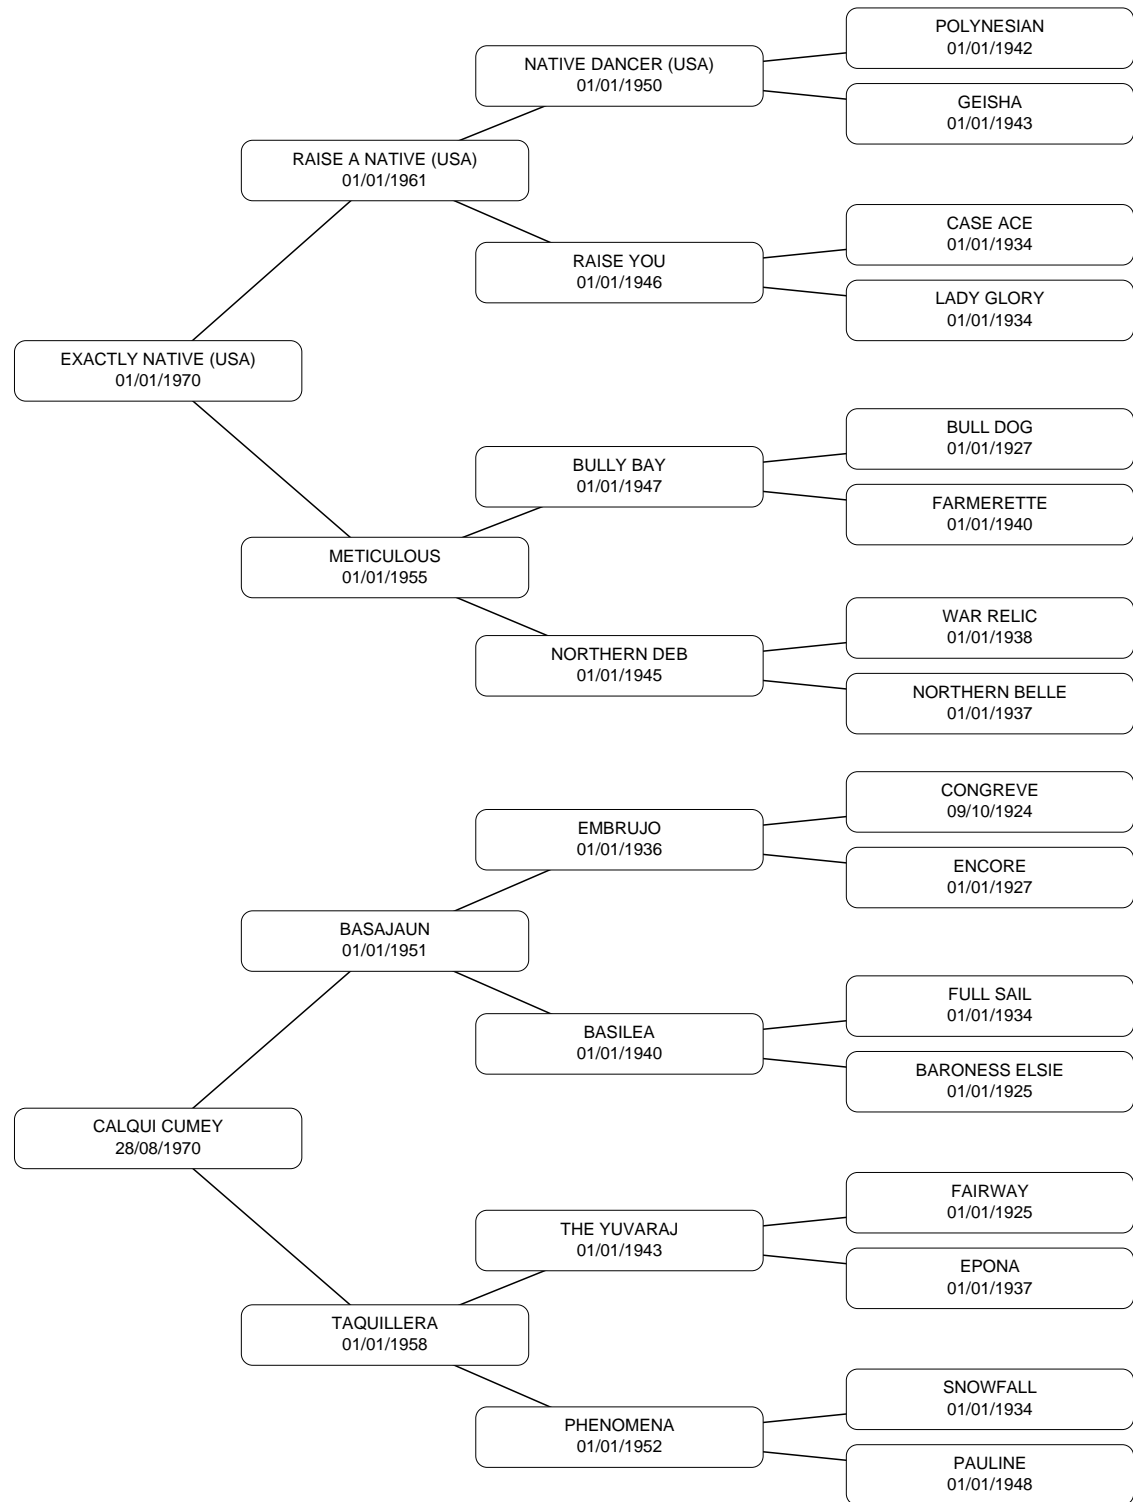 POLYNESIAN
01/01/1942
NATIVE DANCER (USA)
01/01/1950
GEISHA
01/01/1943
RAISE A NATIVE (USA)
01/01/1961
CASE ACE
01/01/1934
RAISE YOU
01/01/1946
LADY GLORY
01/01/1934
EXACTLY NATIVE (USA)
01/01/1970
BULL DOG
01/01/1927
BULLY BAY
01/01/1947
FARMERETTE
01/01/1940
METICULOUS
01/01/1955
WAR RELIC
01/01/1938
NORTHERN DEB
01/01/1945
NORTHERN BELLE
01/01/1937
CONGREVE
09/10/1924
EMBRUJO
01/01/1936
ENCORE
01/01/1927
BASAJAUN
01/01/1951
FULL SAIL
01/01/1934
BASILEA
01/01/1940
BARONESS ELSIE
01/01/1925
CALQUI CUMEY
28/08/1970
FAIRWAY
01/01/1925
THE YUVARAJ
01/01/1943
EPONA
01/01/1937
TAQUILLERA
01/01/1958
SNOWFALL
01/01/1934
PHENOMENA
01/01/1952
PAULINE
01/01/1948